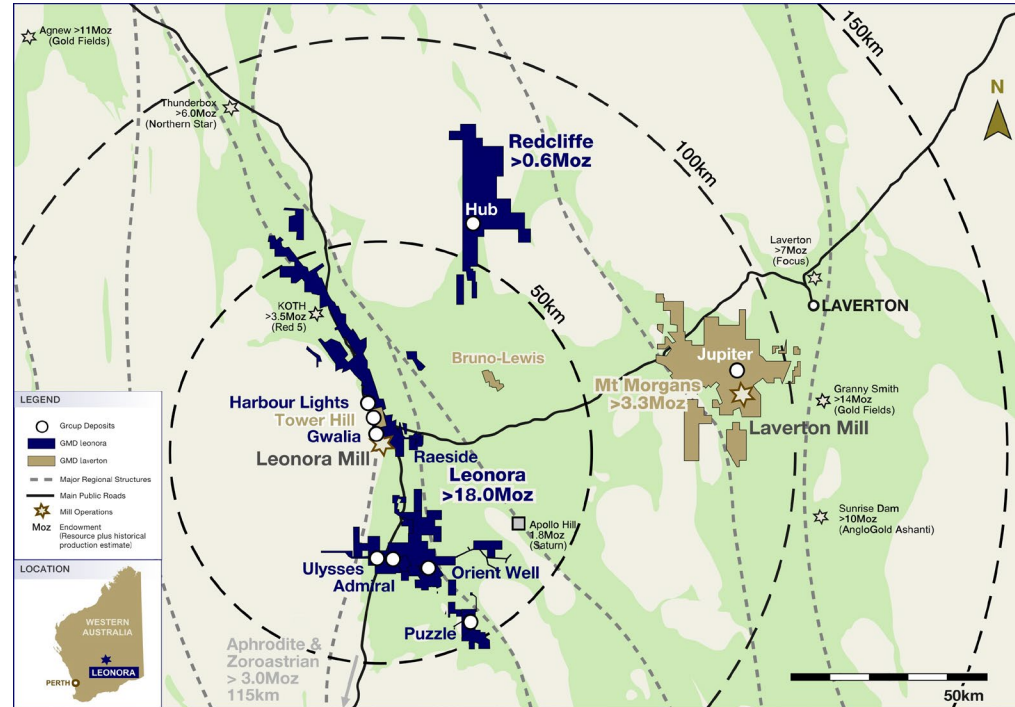 Agnew >11Moz
(Gold Fields)
Thunderbox
>6.0Moz
(Northern Star)
150km
N
Redcliffe
>0.6Moz
100km
Hub
Laverton
>7Moz
(Focus)
LAVERTON
KOTH
>3.5Moz
(Red 5)
50km
Bruno-Lewis
Jupiter
Mt Morgans
>3.3Moz
Laverton Mill
Granny Smith
>14Moz
(Gold Fields)
Harbour Lights
Tower Hill
Gwalia
Leonora Mill
Raeside
Leonora
>18.0Moz
Sunrise Dam
>10Moz
(AngloGold Ashanti)
Apollo Hill
1.8Moz
(Saturn)
Ulysses
Admiral
Orient Well
Puzzle
Aphrodite &
Zoroastrian
> 3.0Moz
115km
50km
LEGEND
Group Deposits
GMD leonora
GMD laverton
Major Regional Structures
Main Public Roads
Mill Operations
Moz Endowment
(Resource plus historical
production estimate)
LOCATION
WESTERN
AUSTRALIA
LEONORA
PERTH